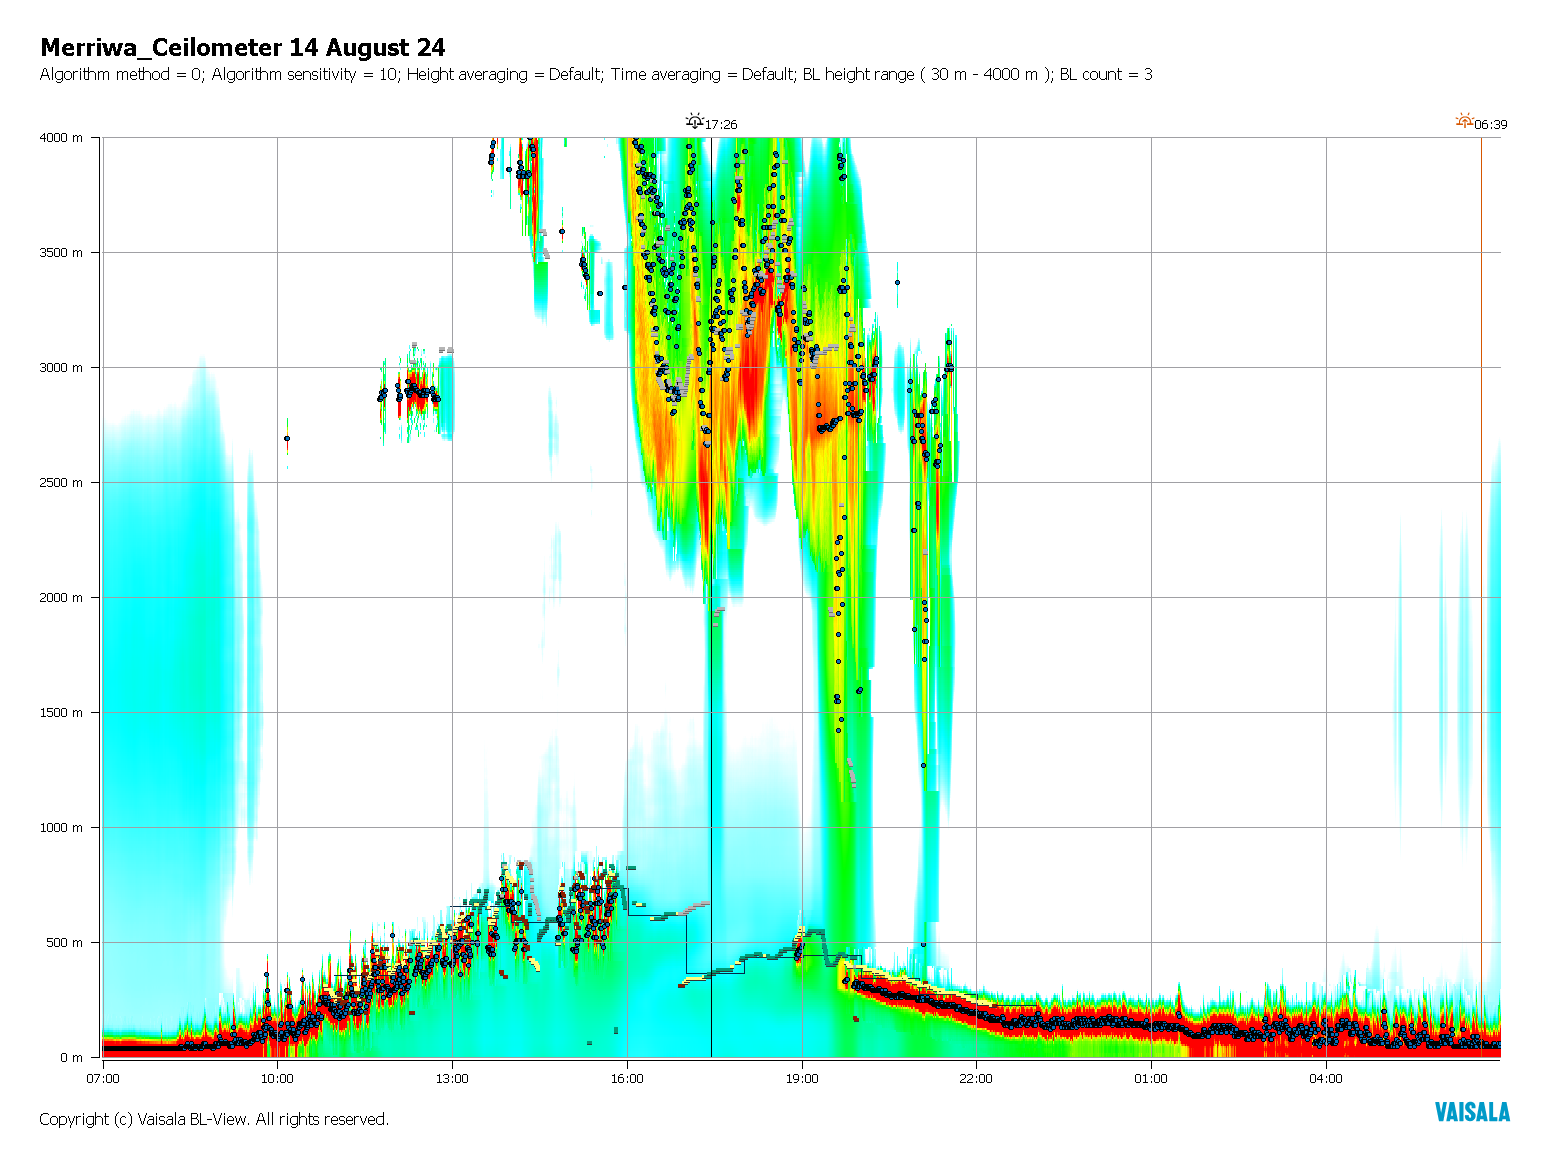 Merriwa_Ceilometer 14 August 24
Algorithm method = 0; Algorithm sensitivity = 10; Height averaging = Default; Time averaging = Default; BL height range ( 30 m - 4000 m ); BL count = 3
17:26
06:39
4000 m
3500 m
3000 m
2500 m
2000 m
1500 m
1000 m
500 m
0 m
07:00
10:00
13:00
16:00
19:00
22:00
01:00
04:00
Copyright (c) Vaisala BL-View. All rights reserved.
VAISALA